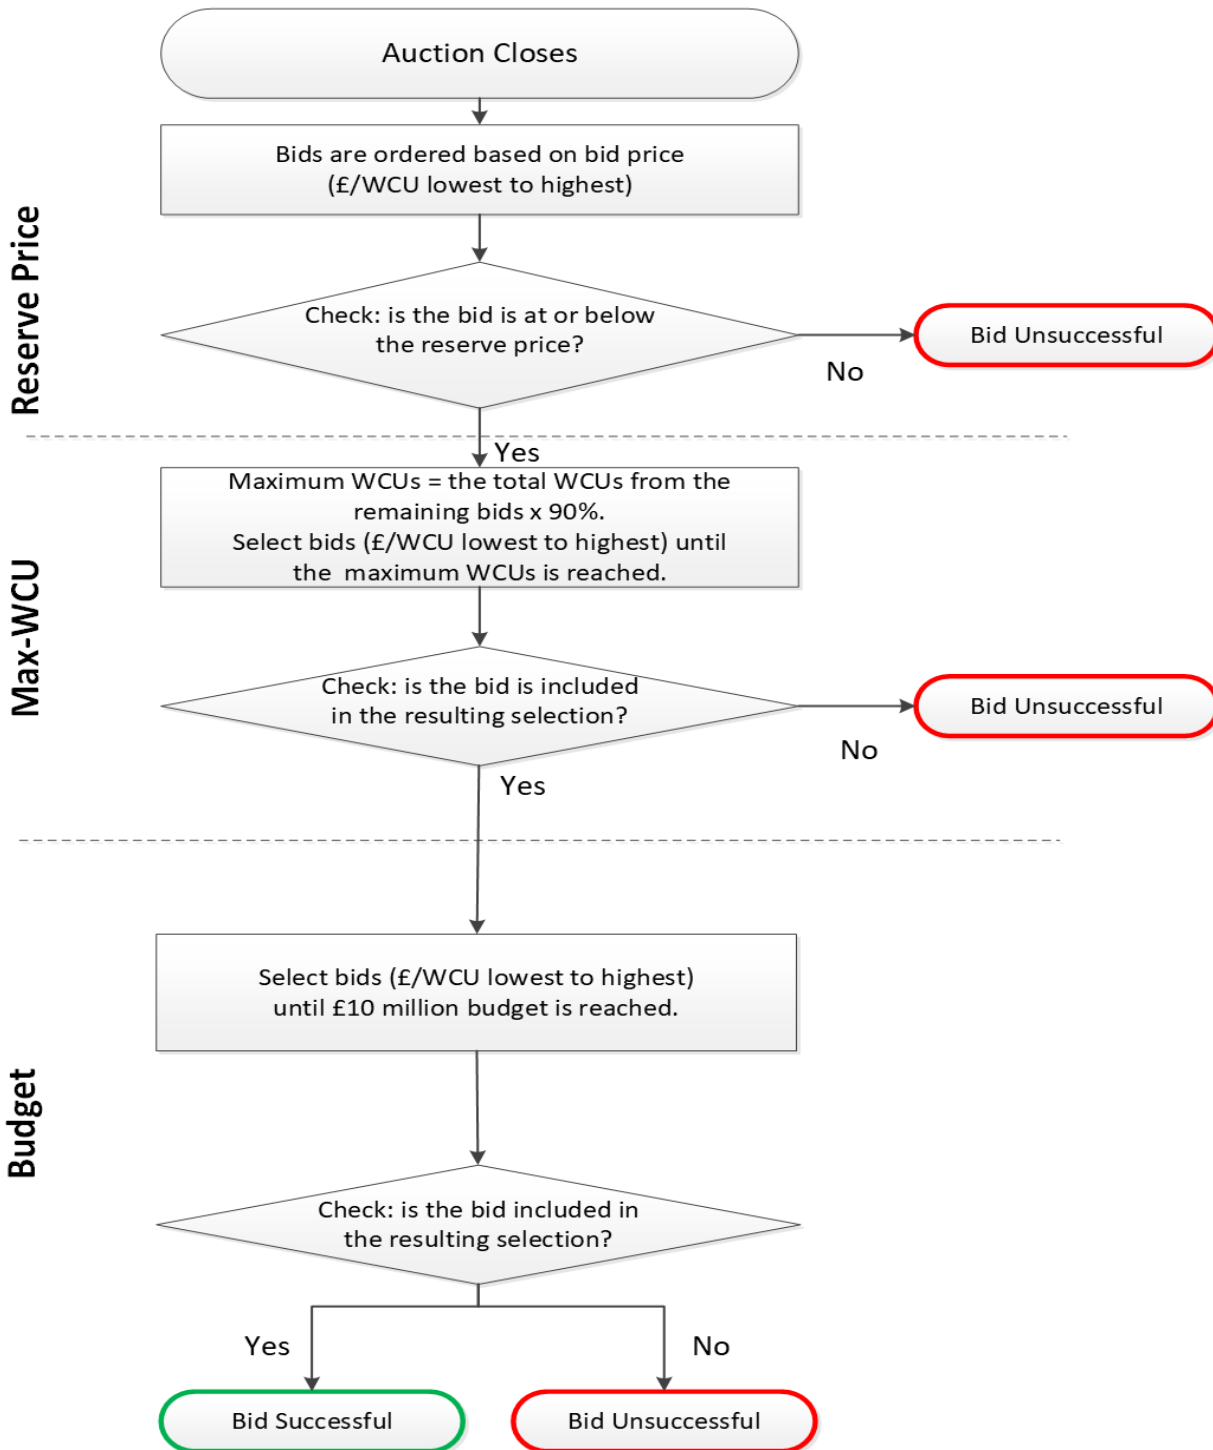 Auction Closes
Bids are ordered based on bid price
(£/WCU lowest to highest)
Reserve Price
Check: is the bid is at or below
the reserve price?
Bid Unsuccessful
No
Yes
Maximum WCUs = the total WCUs from the
remaining bids x 90%.
Select bids (£/WCU lowest to highest) until
the maximum WCUs is reached.
Max-WCU
Check: is the bid is included
in the resulting selection?
Bid Unsuccessful
No
Yes
Select bids (£/WCU lowest to highest)
until £10 million budget is reached.
Budget
Check: is the bid included in
the resulting selection?
Yes
No
Bid Successful
Bid Unsuccessful